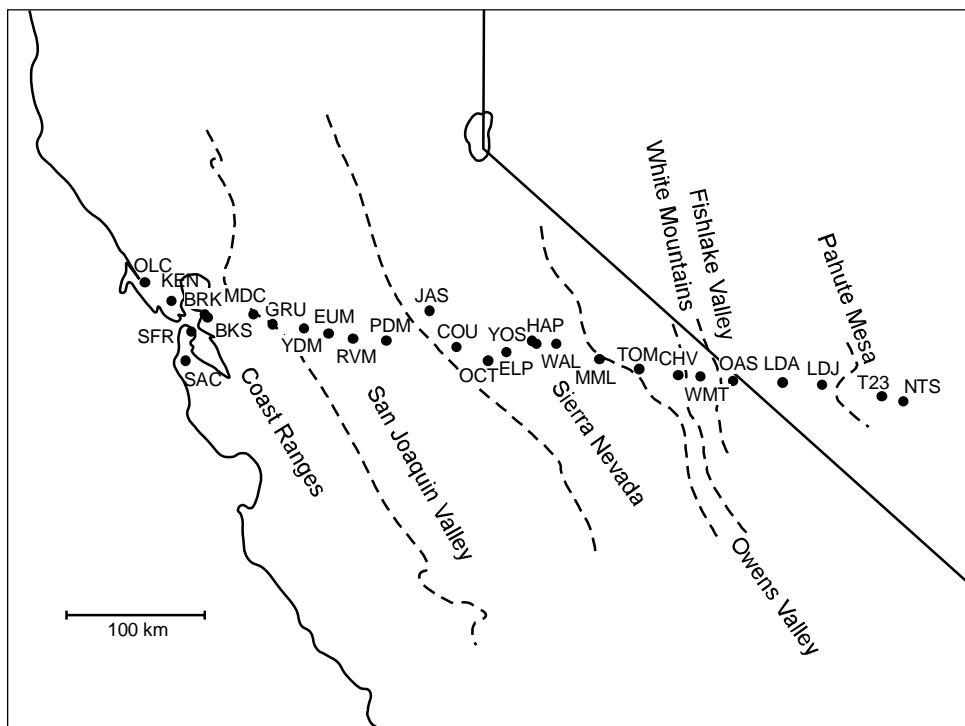 OLC
KEN
BRK
MDC
BKS
SFR
SAC
GRU
YDM
EUM
RVM
PDM
JAS
COU
OCT
YOS
ELP
HAP
WAL
MML
TOM
CHV
WMT
OAS
LDA
LDJ
T23
NTS
Coast Ranges
San Joaquin Valley
Sierra Nevada
White Mountains
Fishlake Valley
Owens Valley
Pahute Mesa
100 km